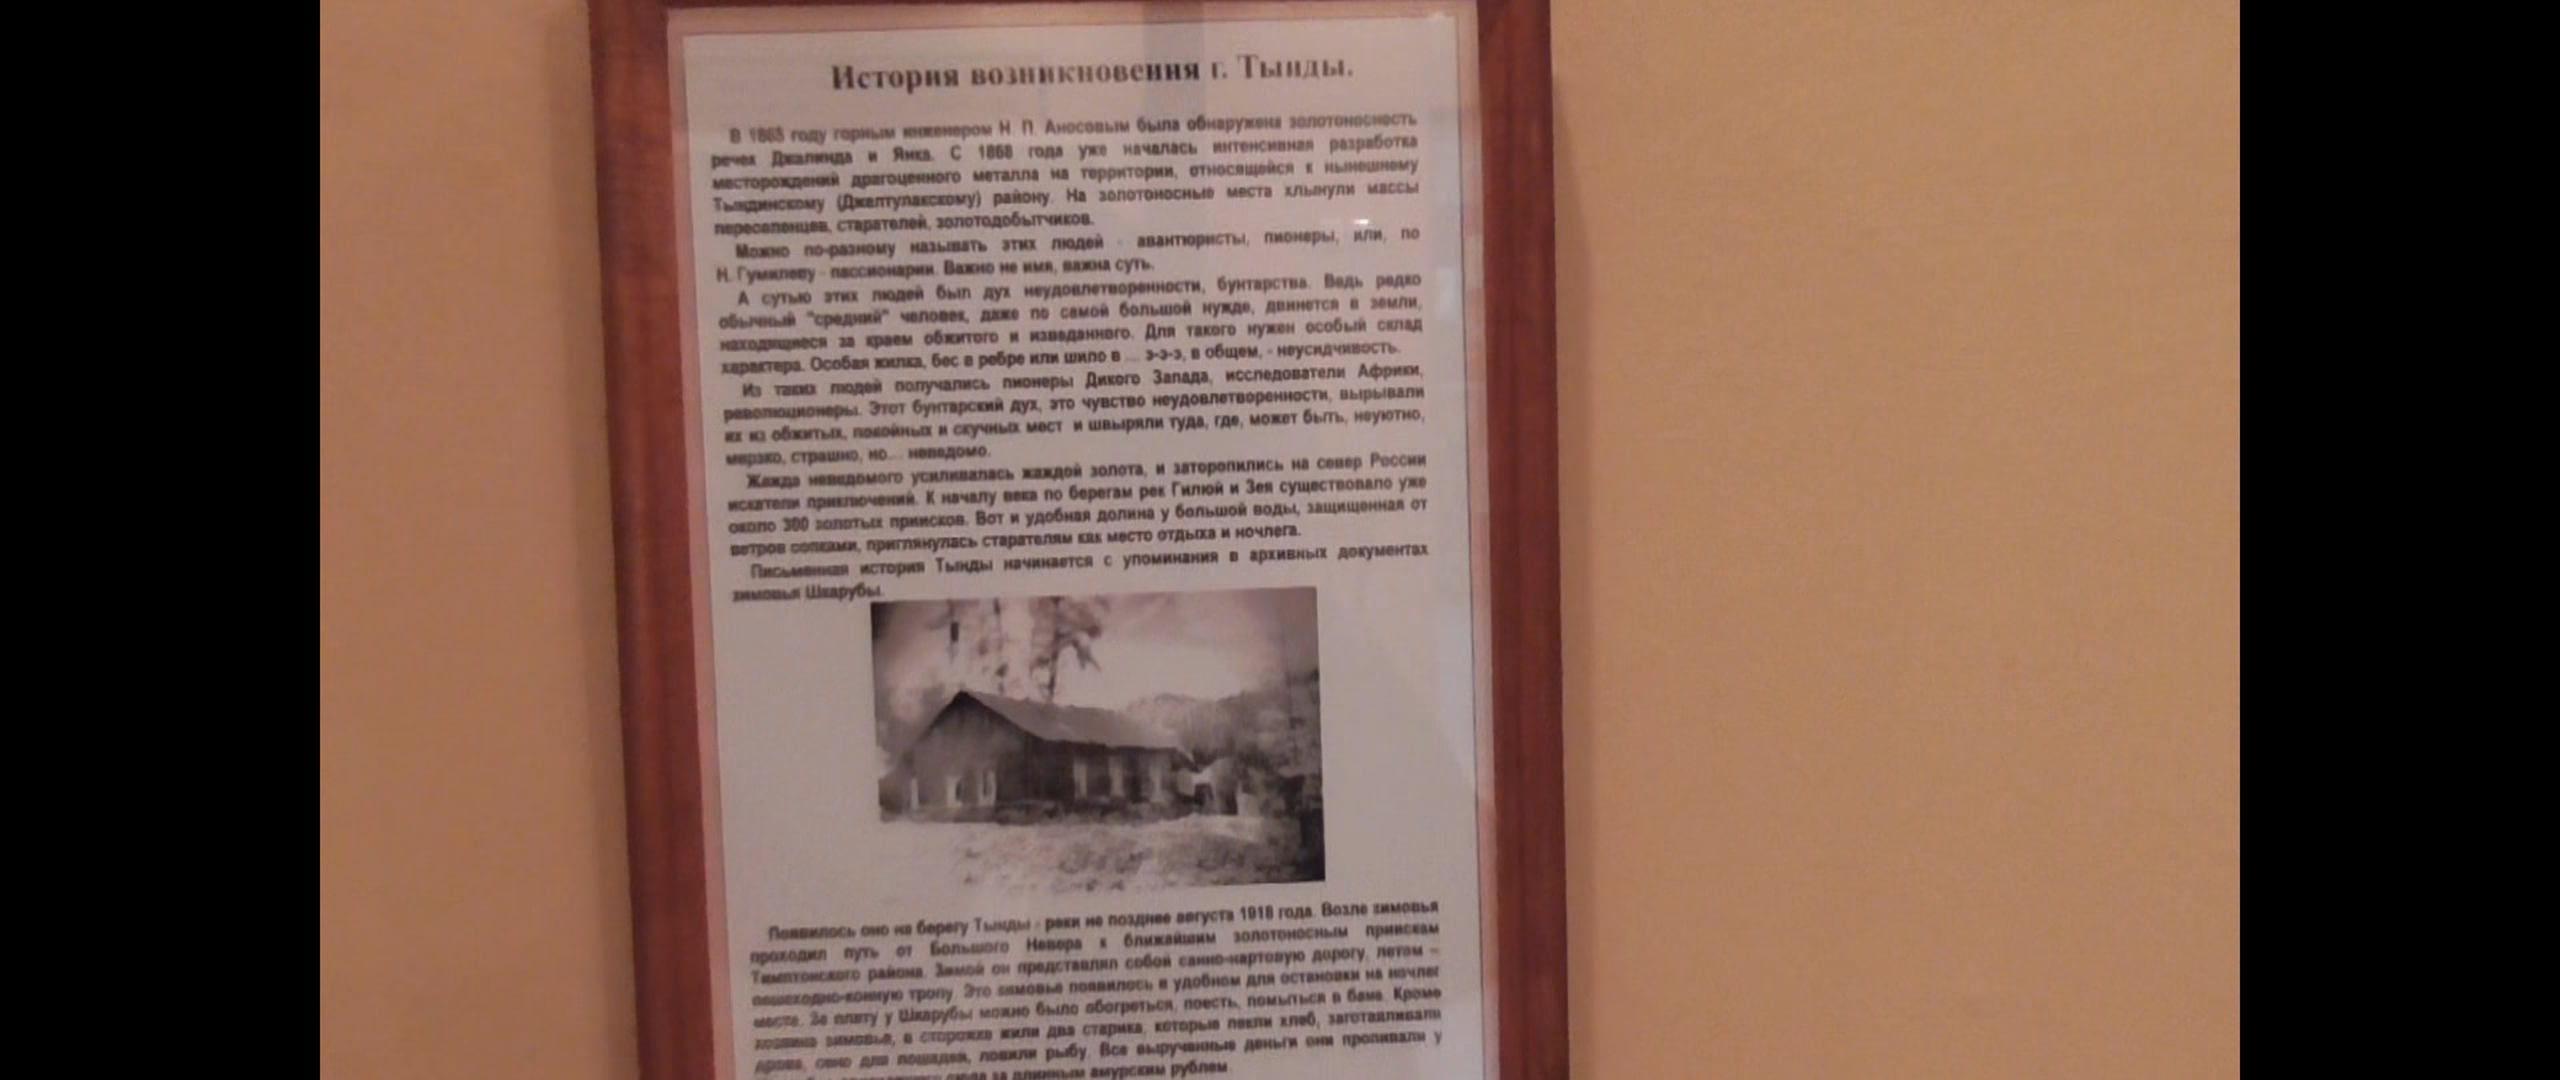 История возникновения г. Тынды.
В 1865 году горным инженером Н. П. Аносовым была обнаружена золотоносность
речек Джалинда и Янка. С 1868 года уже началась интенсивная разработка
месторождений драгоценного металла на территории, относящейся к нынешнему
Тындинскому (Джелтулакскому) району. На золотоносные места хлынули массы
переселенцев, старателей, золотодобытчиков.
Можно по-разному называть этих людей - авантюристы, пионеры, или, по
Н. Гумилеву - пассионарии. Важно не имя, важна суть.
А сутью этих людей был дух неудовлетворенности, бунтарства. Ведь редко
обычный "средний" человек, даже по самой большой нужде, двинется в земли,
находящиеся за краем обжитого и изведанного. Для такого нужен особый склад
характера. Особая жилка, бес в ребре или шило в ... э-э-э, в общем, - неусидчивость.
Из таких людей получались пионеры Дикого Запада, исследователи Африки,
революционеры. Этот бунтарский дух, это чувство неудовлетворенности, вырывали
их из обжитых, покойных и скучных мест и швыряли туда, где, может быть, неуютно,
мерзко, страшно, но... неведомо.
Жажда неведомого усиливалась жаждой золота, и заторопились на север России
искатели приключений. К началу века по берегам рек Гилюй и Зея существовало уже
около 300 золотых приисков. Вот и удобная долина у большой воды, защищенная от
ветров сопками, приглянулась старателям как место отдыха и ночлега.
Письменная история Тынды начинается с упоминания в архивных документах
зимовья Шкарубы.
Появилось оно на берегу Тынды - реки не позднее августа 1918 года. Возле зимовья
проходил путь от Большого Невера к ближайшим золотоносным приискам
Тимптонского района. Зимой он представлял собой санно-нартовую дорогу, летом –
пешеходно-конную тропу. Это зимовье появилось в удобном для остановки на ночлег
месте. За плату у Шкарубы можно было обогреться, поесть, помыться в бане. Кроме
хозяина зимовья, в сторожке жили два старика, которые пекли хлеб, заготавливали
дрова, сено для лошадей, ловили рыбу. Все вырученные деньги они пропивали у
сюда за длинным амурским рублем.